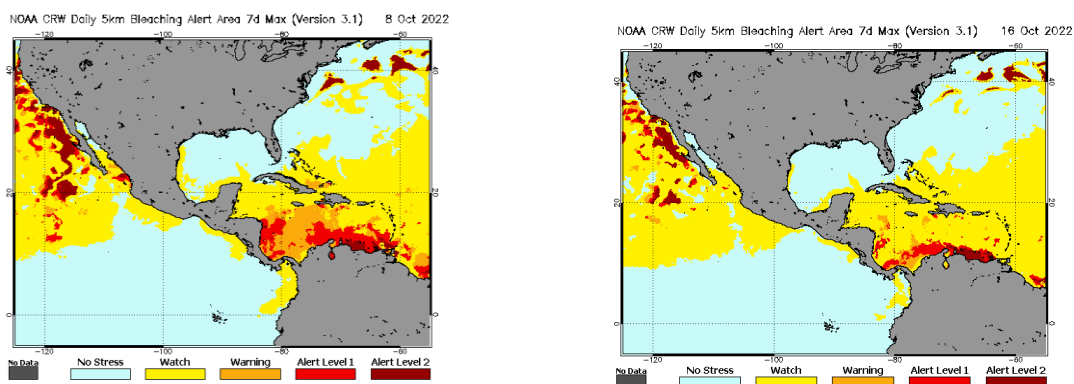 NOAA CRW Daily 5km Bleaching Alert Area 7d Max (Version 3.1) 8 Oct 2022
-120 -100 -80 -60
40 40
20 20
0 0
-120 -100 -80 -60
No Data No Stress Watch Warning Alert Level 1 Alert Level 2
NOAA CRW Daily 5km Bleaching Alert Area 7d Max (Version 3.1) 16 Oct 2022
-120 -100 -80 -60
40 40
20 20
0 0
-120 -100 -80 -60
No Data No Stress Watch Warning Alert Level 1 Alert Level 2